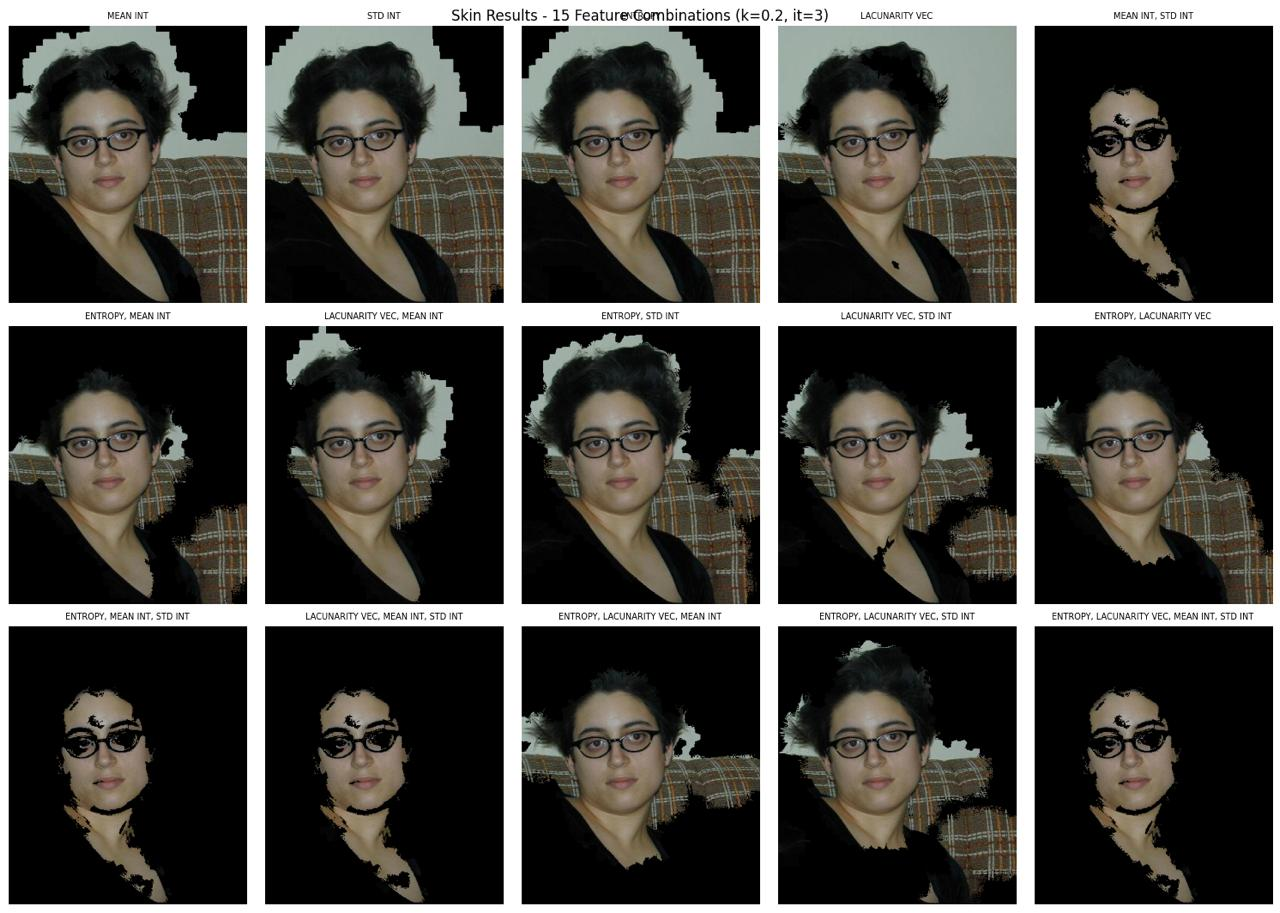 Skin Results - 15 Feature Combinations (k=0.2, it=3)
MEAN INT
STD INT
ENTROPY
LACUNARITY VEC
MEAN INT, STD INT
ENTROPY, MEAN INT
LACUNARITY VEC, MEAN INT
ENTROPY, STD INT
LACUNARITY VEC, STD INT
ENTROPY, LACUNARITY VEC
ENTROPY, MEAN INT, STD INT
LACUNARITY VEC, MEAN INT, STD INT
ENTROPY, LACUNARITY VEC, MEAN INT
ENTROPY, LACUNARITY VEC, STD INT
ENTROPY, LACUNARITY VEC, MEAN INT, STD INT